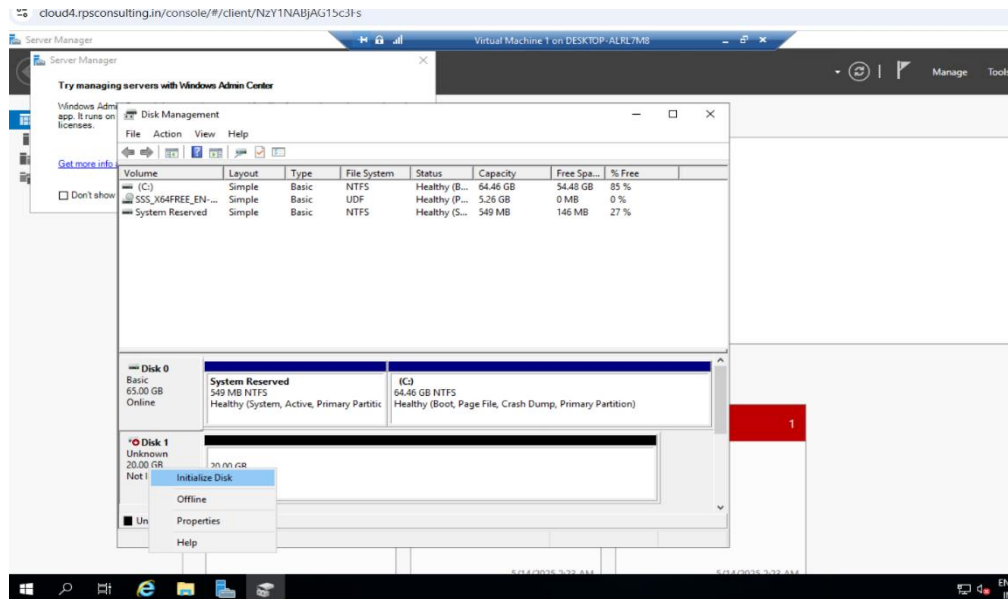 cloud4.rpsconsulting.in/console/#/client/NzY1NABjAG15c3Fs
Server Manager
Virtual Machine 1 on DESKTOP-ALRL7M8
Server Manager
Manage
Tools
Try managing servers with Windows Admin Center
Windows Admi
app. It runs on
licenses.
Get more info
Don't show
Disk Management
File Action View Help
Volume Layout Type File System Status Capacity Free Spa... % Free
(C:) Simple Basic NTFS Healthy (B... 64.46 GB 54.48 GB 85 %
SSS_X64FREE_EN-... Simple Basic UDF Healthy (P... 5.26 GB 0 MB 0 %
System Reserved Simple Basic NTFS Healthy (S... 549 MB 146 MB 27 %
Disk 0
Basic
65.00 GB
Online
System Reserved
549 MB NTFS
Healthy (System, Active, Primary Partitic
(C:)
64.46 GB NTFS
Healthy (Boot, Page File, Crash Dump, Primary Partition)
1
Disk 1
Unknown
20.00 GB
Not I
20.00 GB
Initialize Disk
Offline
Properties
Help
Un
5/14/2025 2:23 AM
5/14/2025 2:23 AM
EN